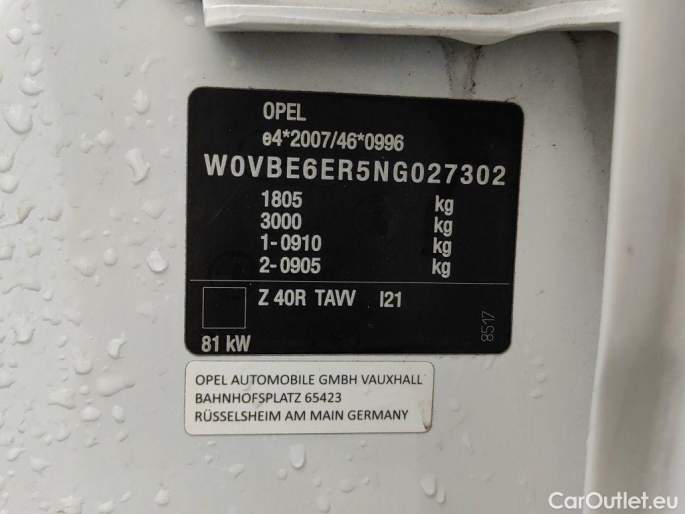 OPEL
e4*2007/46*0996
W0VBE6ER5NG027302
1805 kg
3000 kg
1-0910 kg
2-0905 kg
Z 40R TAVV I21
81 kW
8517
OPEL AUTOMOBILE GMBH VAUXHALL
BAHNHOFSPLATZ 65423
RÜSSELSHEIM AM MAIN GERMANY
CarOutlet.eu